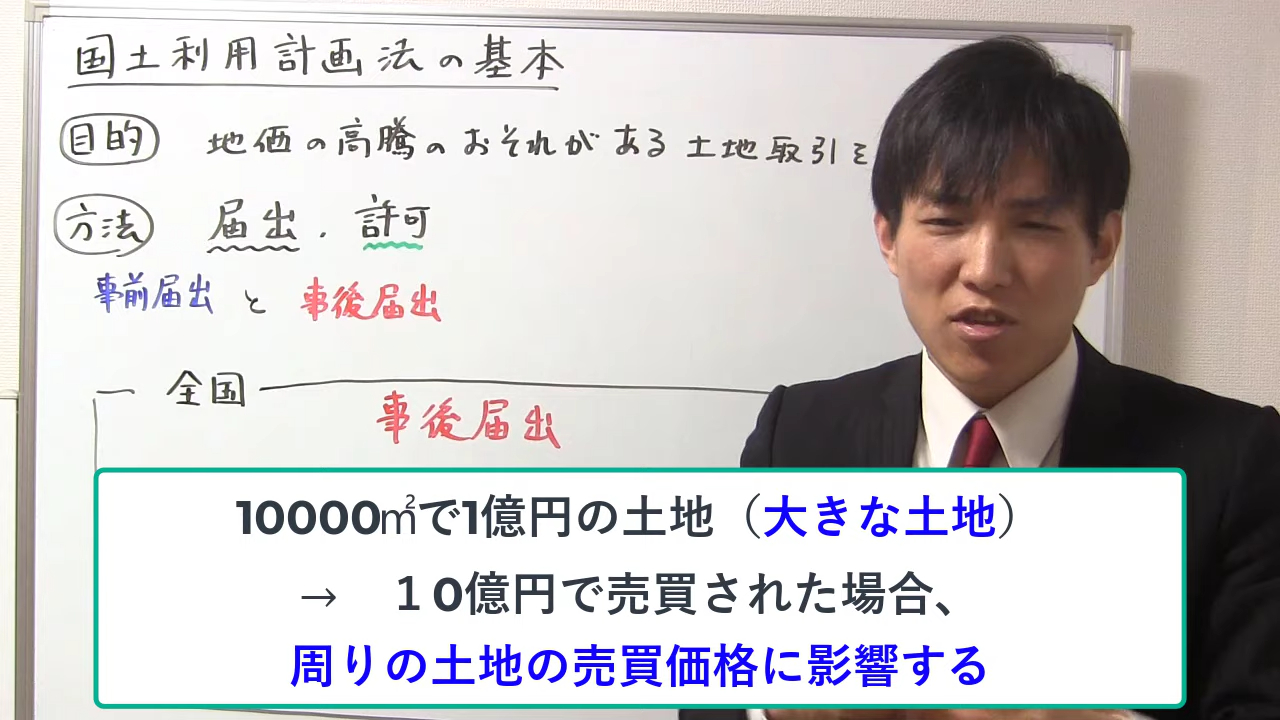 国土利用計画法の基本
目的 地価の高騰のおそれがある土地取引を
方法 届出.許可
事前届出と事後届出
全国
事後届出
10000㎡で1億円の土地（大きな土地）
→ １0億円で売買された場合、
周りの土地の売買価格に影響する